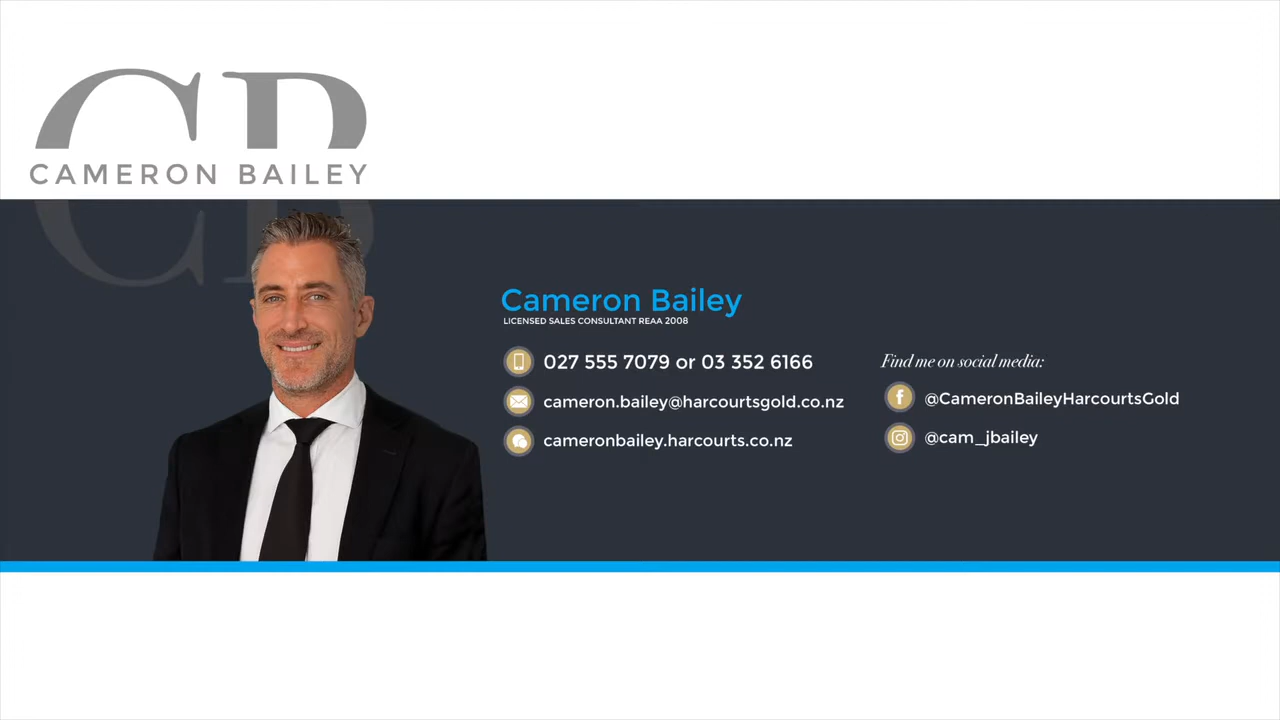 CB
CAMERON BAILEY
Cameron Bailey
LICENSED SALES CONSULTANT REAA 2008
027 555 7079 or 03 352 6166
cameron.bailey@harcourtsgold.co.nz
cameronbailey.harcourts.co.nz
Find me on social media:
@CameronBaileyHarcourtsGold
@cam_jbailey